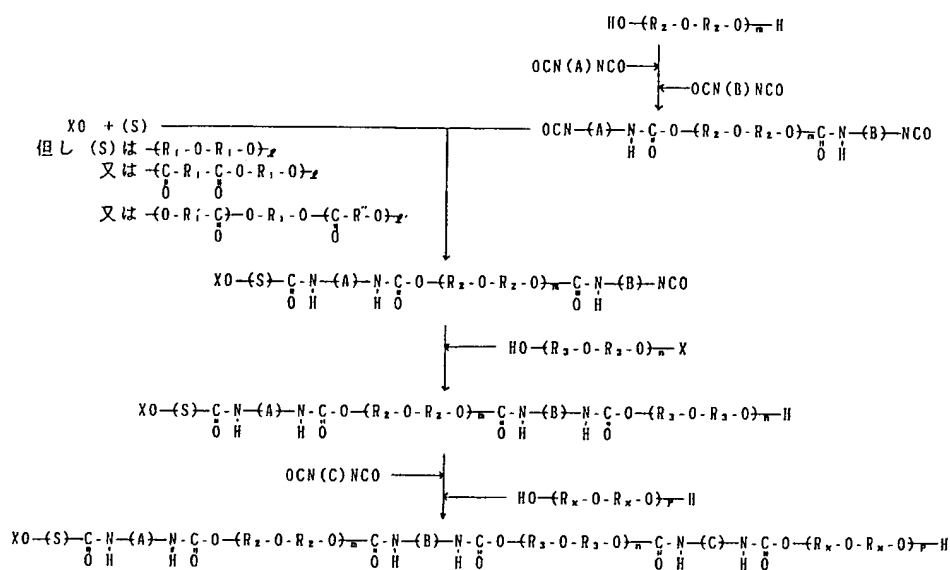 HO-(R₂-O-R₂-O)ₘ-H
OCN(A)NCO
OCN(B)NCO
XO + (S)
OCN-(A)-N-C-O-(R₂-O-R₂-O)ₘ-C-N-(B)-NCO
H O O H
但し (S)は -(R₁-O-R₁-O)ℓ
又は -(C-R₁-C-O-R₁-O)ℓ
O O
又は -(O-R₁'-C)-O-R₁-O-(C-R"-O)ℓ'
O O
XO-(S)-C-N-(A)-N-C-O-(R₂-O-R₂-O)ₘ-C-N-(B)-NCO
O H H O O H
HO-(R₃-O-R₃-O)ₙ-X
XO-(S)-C-N-(A)-N-C-O-(R₂-O-R₂-O)ₘ-C-N-(B)-N-C-O-(R₃-O-R₃-O)ₙ-H
O H H O O H H O
OCN(C)NCO
HO-(Rₓ-O-Rₓ-O)ₚ-H
XO-(S)-C-N-(A)-N-C-O-(R₂-O-R₂-O)ₘ-C-N-(B)-N-C-O-(R₃-O-R₃-O)ₙ-C-N-(C)-N-C-O-(Rₓ-O-Rₓ-O)ₚ-H
O H H O O H H O O H H O